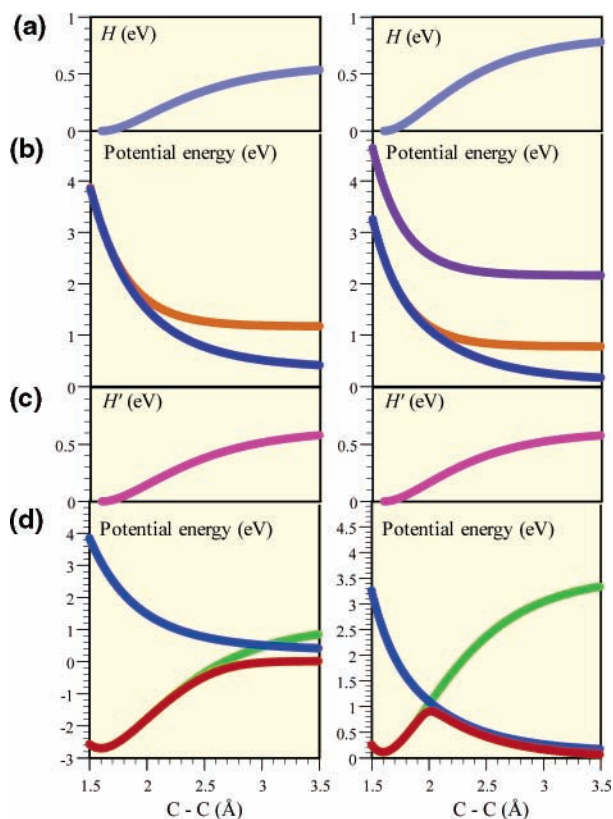 (a)
H (eV)
H (eV)
1
0.5
0
1
0.5
0
(b)
Potential energy (eV)
Potential energy (eV)
4
3
2
1
0
4
3
2
1
0
(c)
H′ (eV)
H′ (eV)
0.5
0
0.5
0
(d)
Potential energy (eV)
Potential energy (eV)
4
3
2
1
0
-1
-2
-3
4.5
4
3.5
3
2.5
2
1.5
1
0.5
0
1.5 2 2.5 3 3.5
1.5 2 2.5 3 3.5
C - C (Å)
C - C (Å)